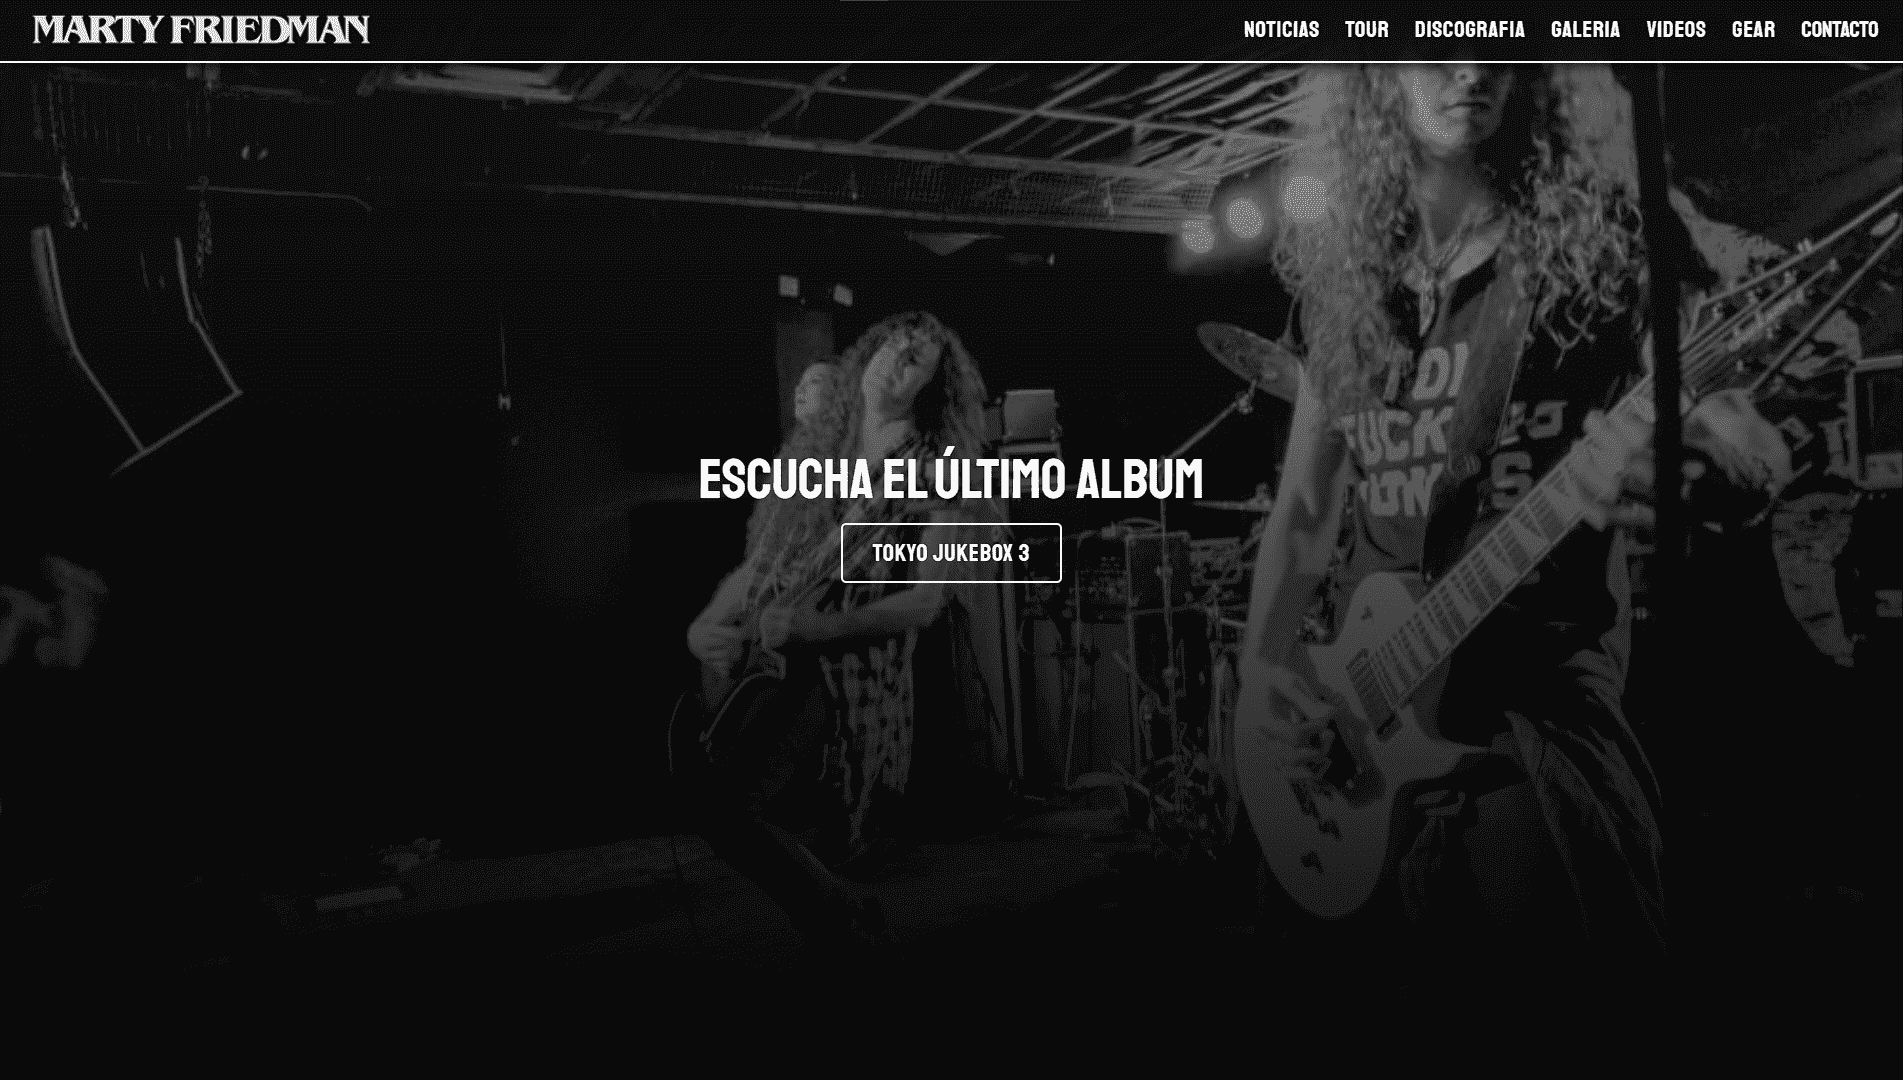 MARTY FRIEDMAN
NOTICIAS TOUR DISCOGRAFIA GALERIA VIDEOS GEAR CONTACTO
ESCUCHA EL ÚLTIMO ALBUM
TOKYO JUKEBOX 3